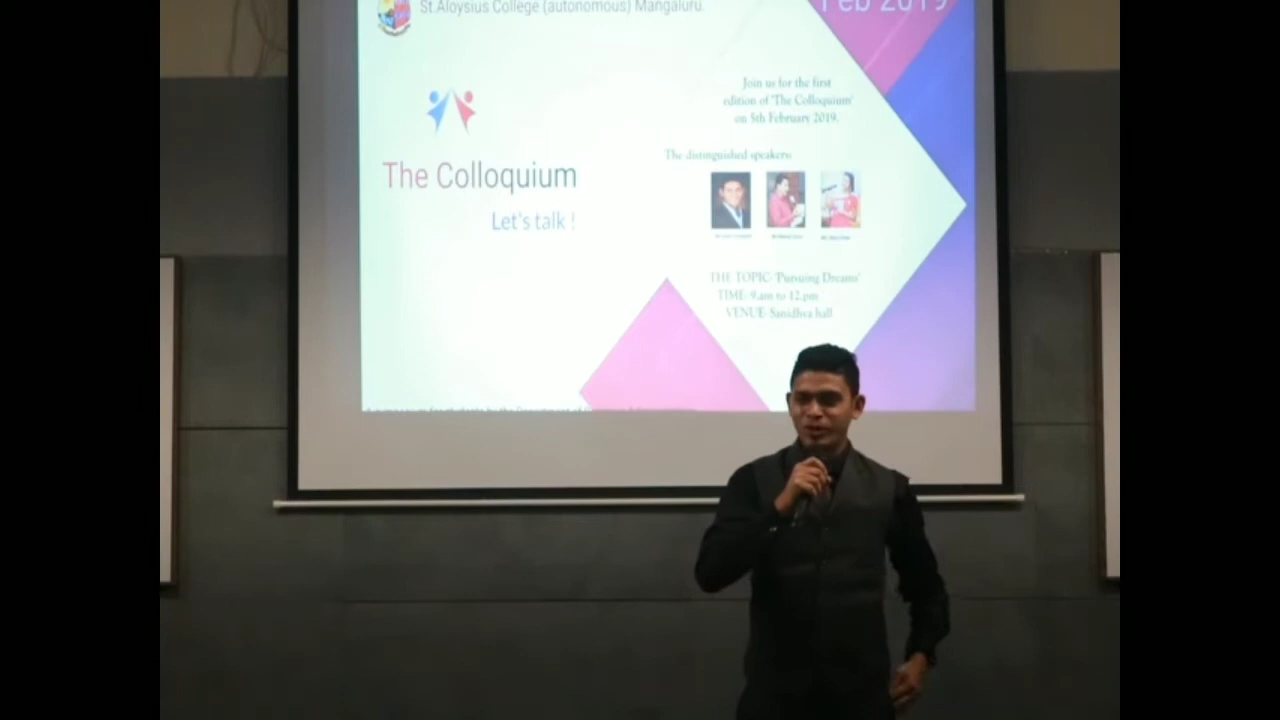 St.Aloysius College (autonomous) Mangaluru.
Feb 2019
The Colloquium
Let's talk !
Join us for the first
edition of 'The Colloquium'
on 5th February 2019.
The distinguished speakers:
THE TOPIC- 'Pursuing Dreams'
TIME- 9.am to 12.pm
VENUE- Sanidhya hall